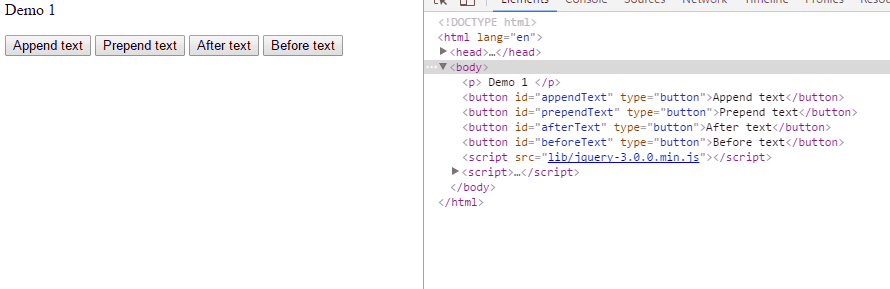 Demo 1
Append text Prepend text After text Before text
Elements Console Sources Network Timeline Profiles Resources
<!DOCTYPE html>
<html lang="en">
▶<head>…</head>
…▼<body>
<p> Demo 1 </p>
<button id="appendText" type="button">Append text</button>
<button id="prependText" type="button">Prepend text</button>
<button id="afterText" type="button">After text</button>
<button id="beforeText" type="button">Before text</button>
<script src="lib/jquery-3.0.0.min.js"></script>
▶<script>…</script>
</body>
</html>